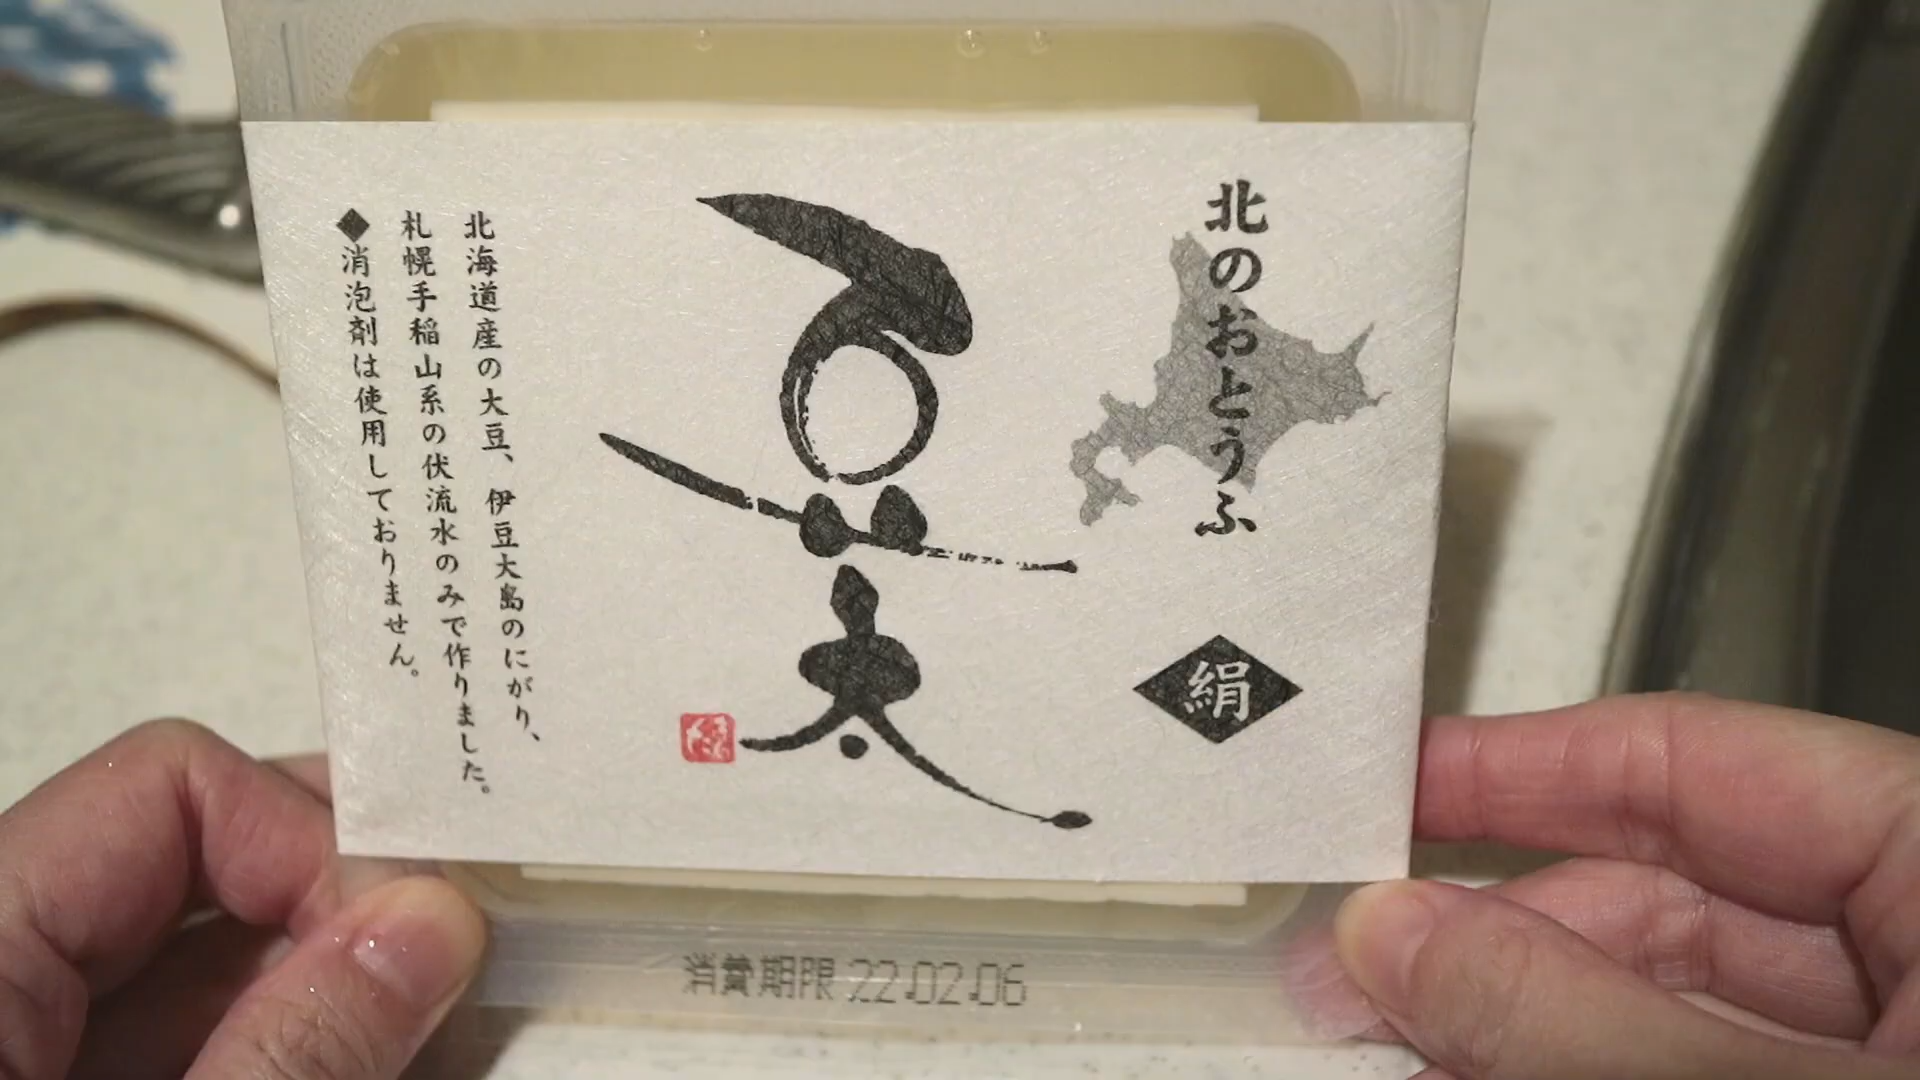 北のおとうふ
絹
豆太
北海道産の大豆、伊豆大島のにがり、
札幌手稲山系の伏流水のみで作りました。
◆消泡剤は使用しておりません。
消費期限 22.02.06